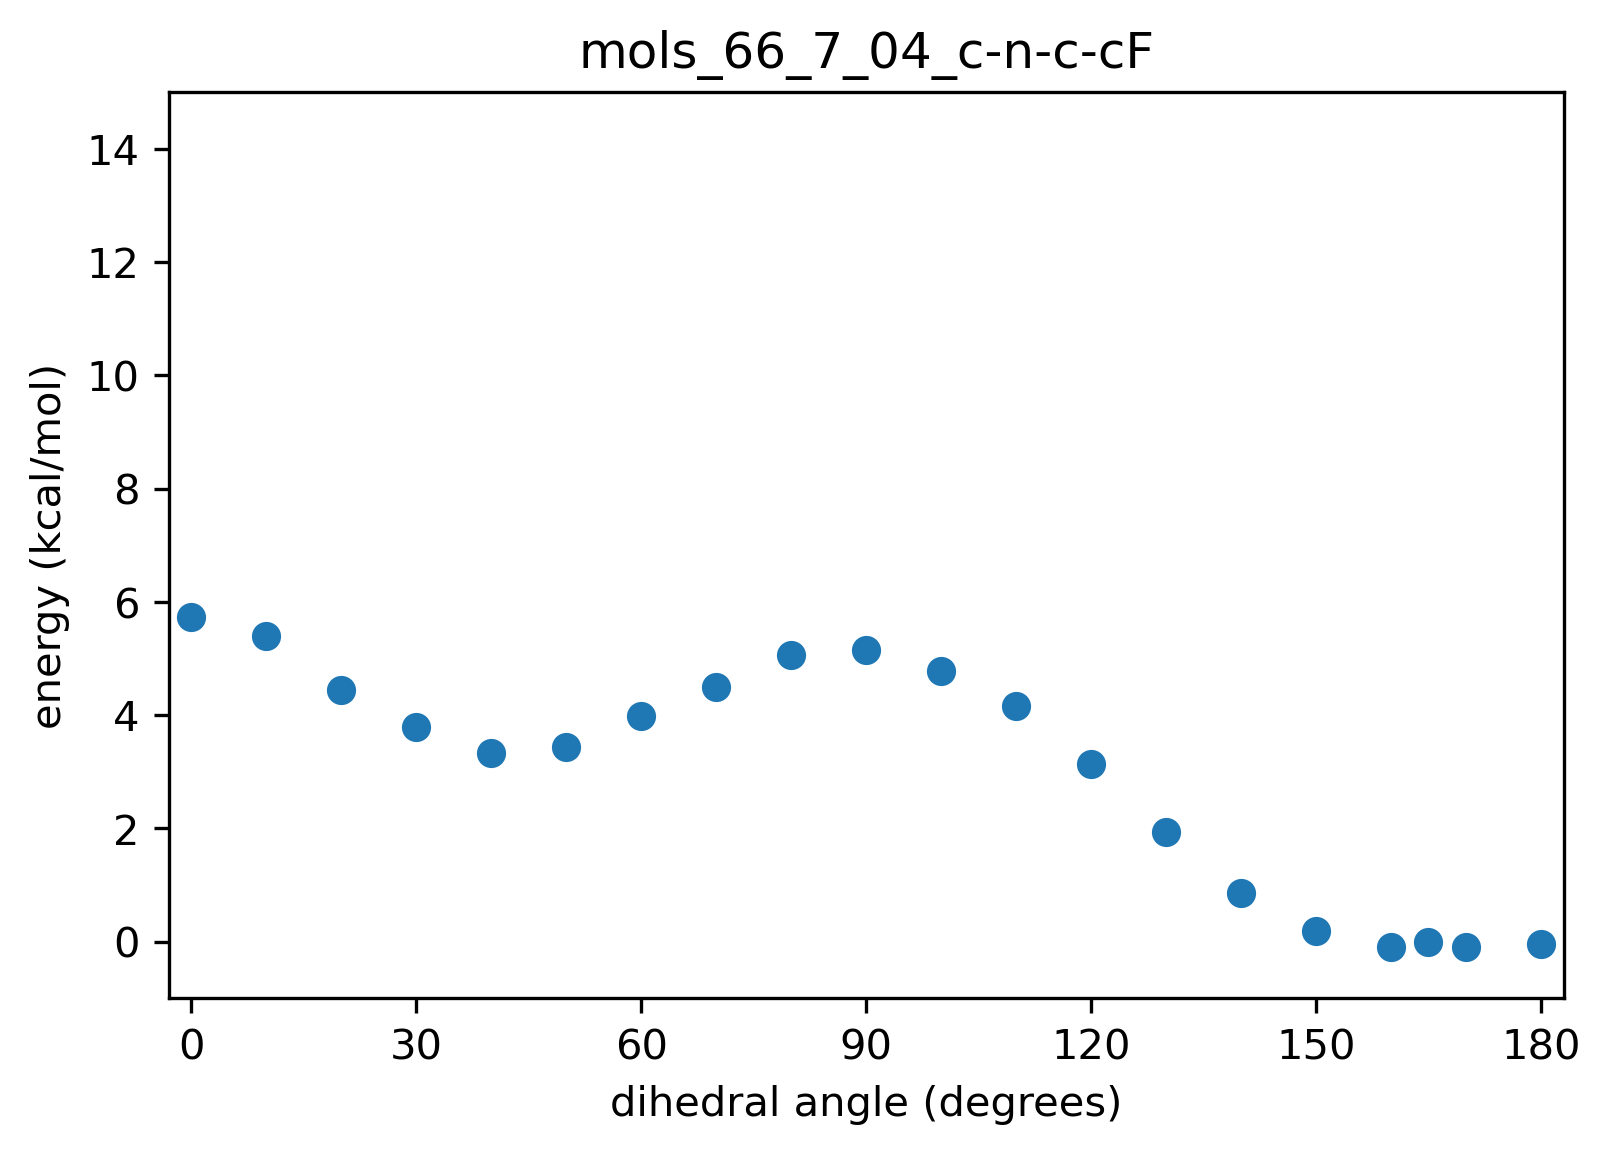 mols_66_7_04_c-n-c-cF
14
12
10
8
6
4
2
0
energy (kcal/mol)
0 30 60 90 120 150 180
dihedral angle (degrees)